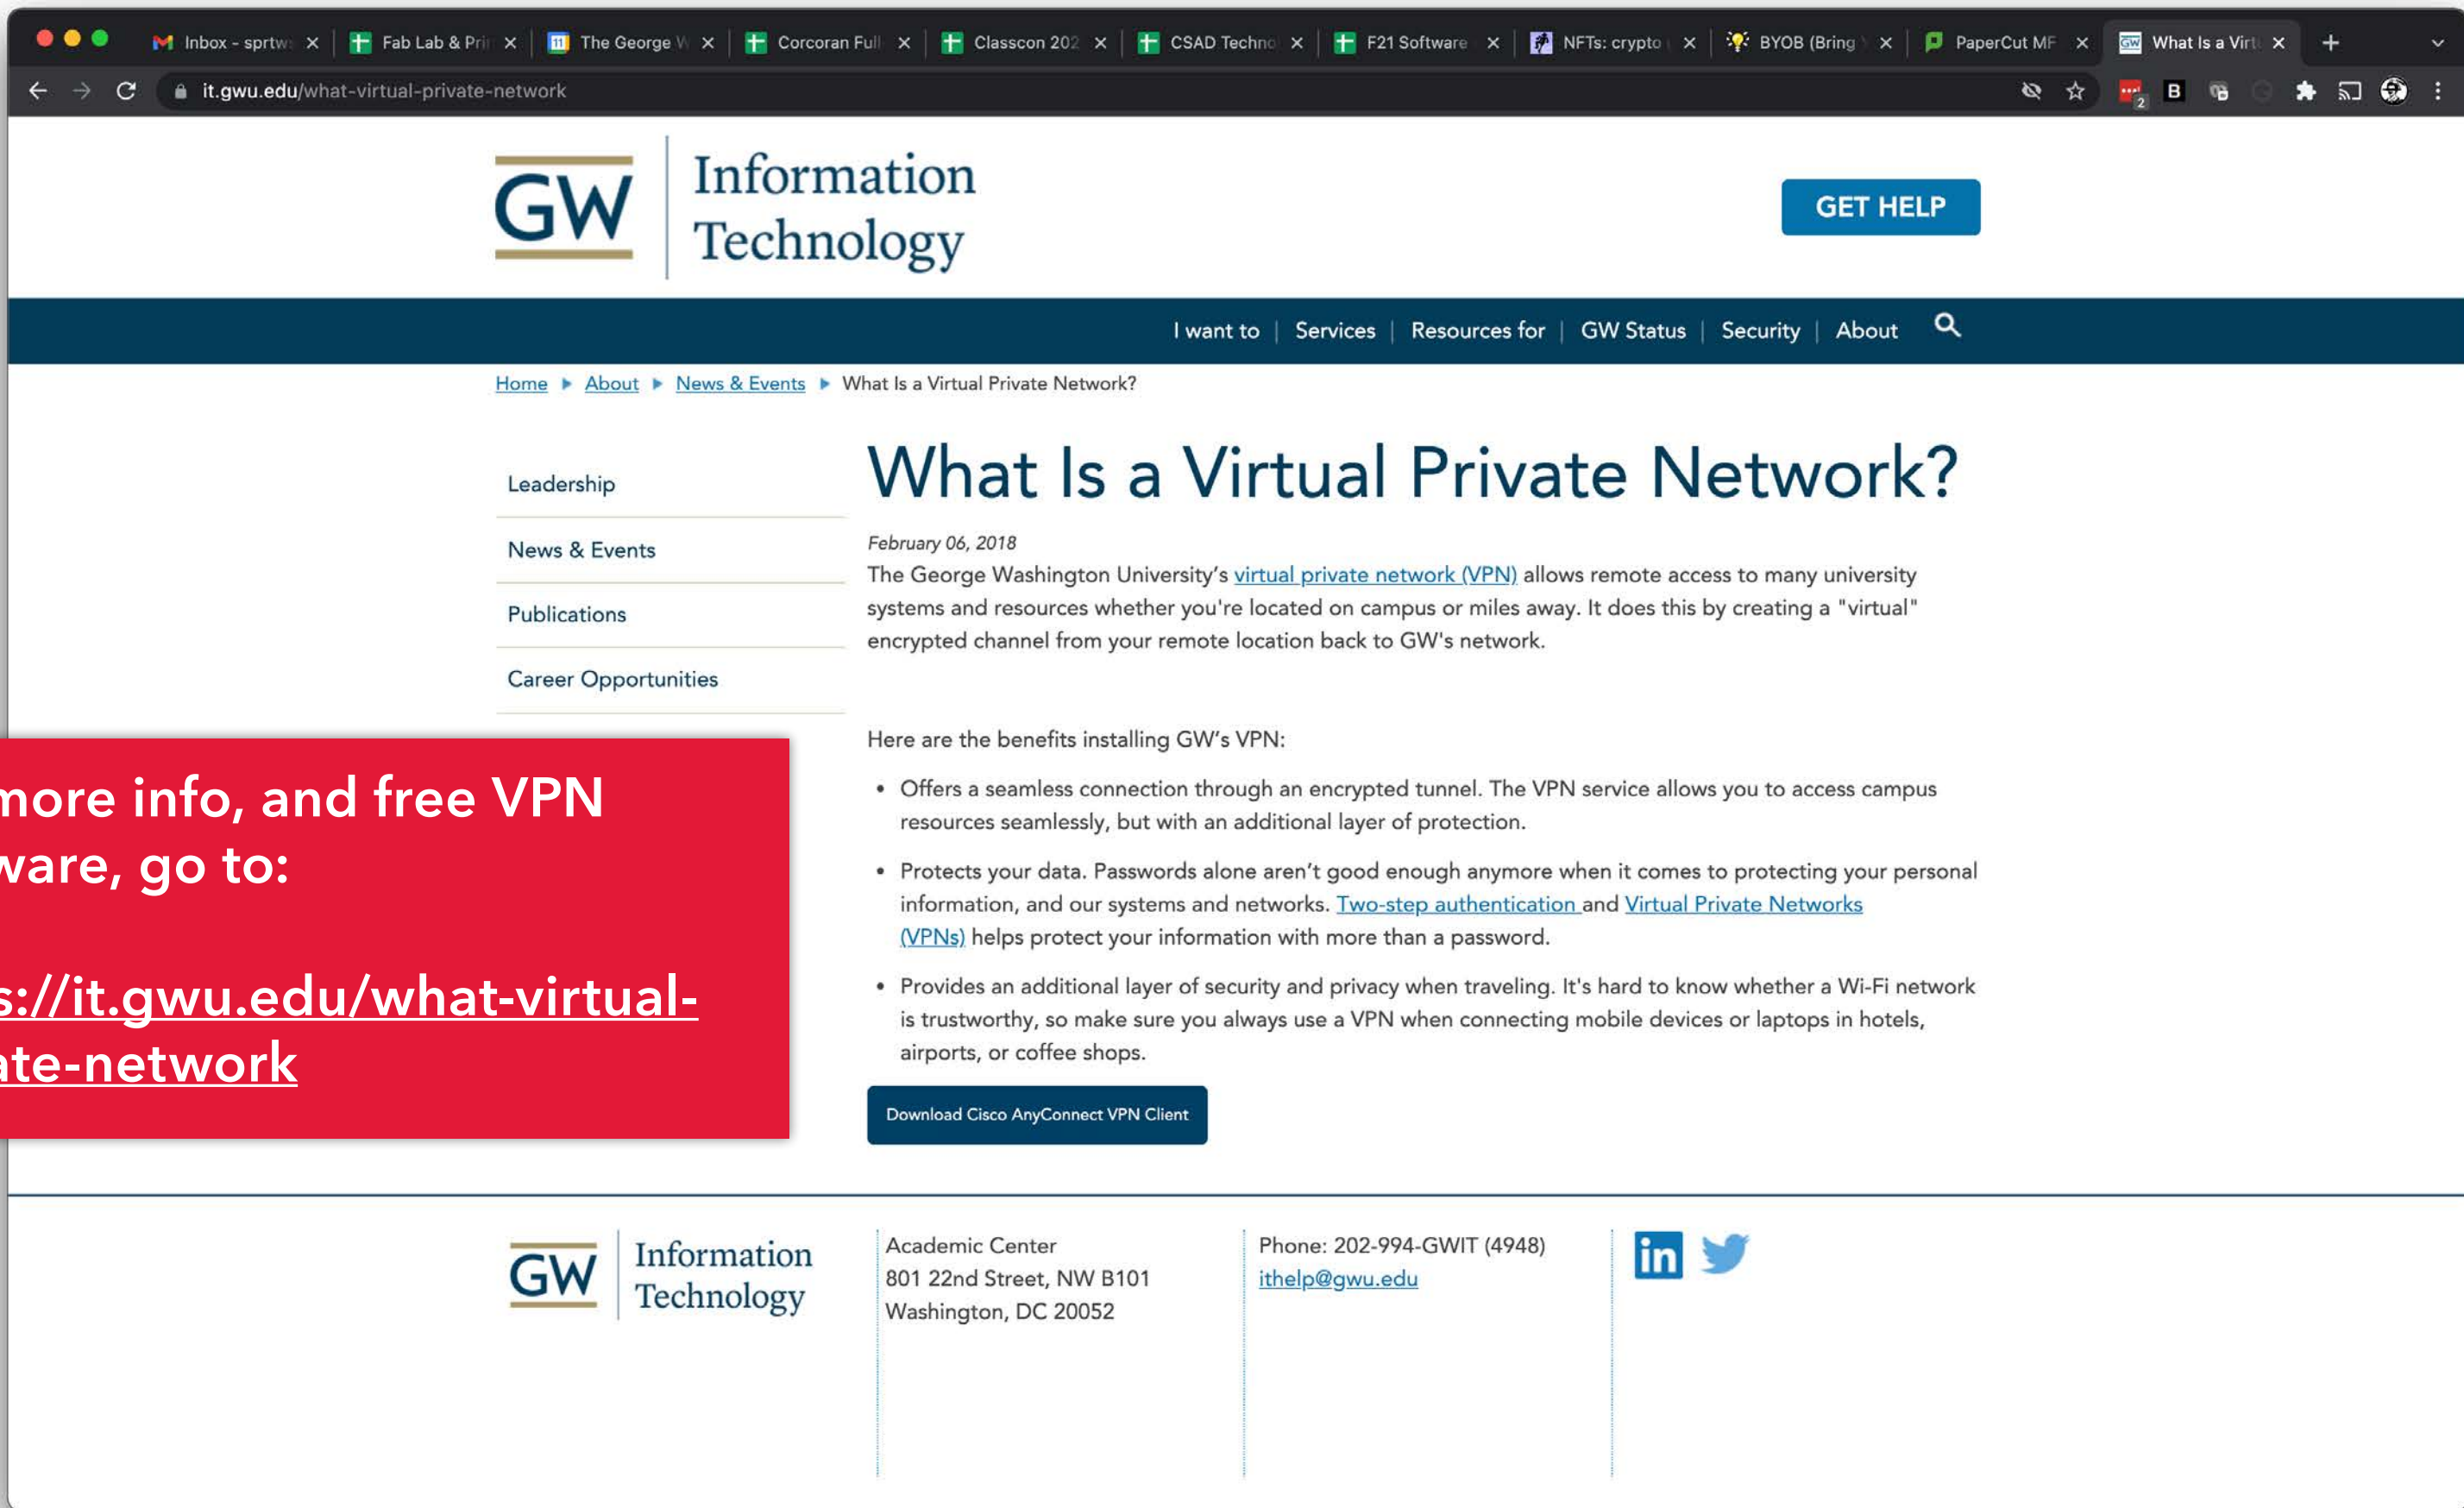 Inbox - sprtw
Fab Lab & Pri
The George W
Corcoran Full
Classcon 202
CSAD Techno
F21 Software
NFTs: crypto
BYOB (Bring
PaperCut MF
What Is a Virt
it.gwu.edu/what-virtual-private-network
2
B
GW
Information
Technology
GET HELP
I want to | Services | Resources for | GW Status | Security | About
Home ▶ About ▶ News & Events ▶ What Is a Virtual Private Network?
Leadership
News & Events
Publications
Career Opportunities
What Is a Virtual Private Network?
February 06, 2018
The George Washington University's virtual private network (VPN) allows remote access to many university
systems and resources whether you're located on campus or miles away. It does this by creating a "virtual"
encrypted channel from your remote location back to GW's network.
Here are the benefits installing GW's VPN:
• Offers a seamless connection through an encrypted tunnel. The VPN service allows you to access campus
resources seamlessly, but with an additional layer of protection.
• Protects your data. Passwords alone aren't good enough anymore when it comes to protecting your personal
information, and our systems and networks. Two-step authentication and Virtual Private Networks
(VPNs) helps protect your information with more than a password.
• Provides an additional layer of security and privacy when traveling. It's hard to know whether a Wi-Fi network
is trustworthy, so make sure you always use a VPN when connecting mobile devices or laptops in hotels,
airports, or coffee shops.
Download Cisco AnyConnect VPN Client
more info, and free VPN
ware, go to:
s://it.gwu.edu/what-virtual-
ate-network
GW
Information
Technology
Academic Center
801 22nd Street, NW B101
Washington, DC 20052
Phone: 202-994-GWIT (4948)
ithelp@gwu.edu
in